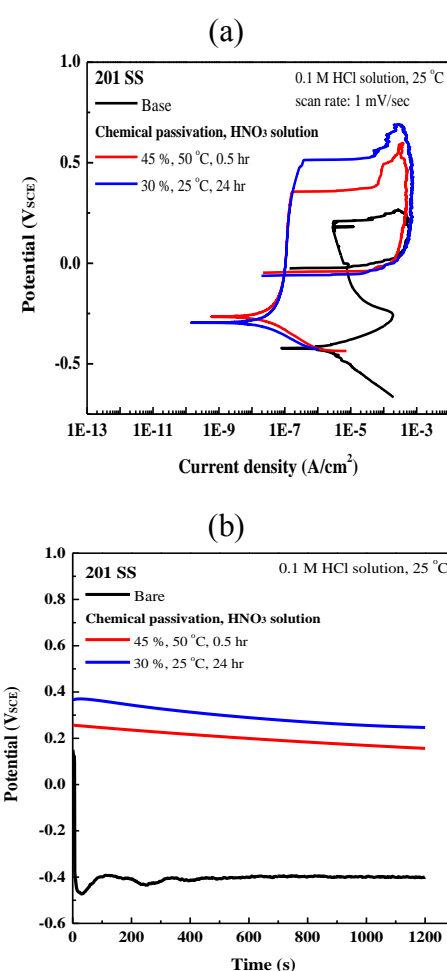 (a)
201 SS
0.1 M HCl solution, 25 °C
Base
scan rate: 1 mV/sec
Chemical passivation, HNO3 solution
45 %, 50 °C, 0.5 hr
30 %, 25 °C, 24 hr
Potential (VSCE)
1.0
0.5
0.0
-0.5
1E-13 1E-11 1E-9 1E-7 1E-5 1E-3
Current density (A/cm²)
(b)
201 SS
0.1 M HCl solution, 25 °C
Bare
Chemical passivation, HNO3 solution
45 %, 50 °C, 0.5 hr
30 %, 25 °C, 24 hr
Potential (VSCE)
1.0
0.8
0.6
0.4
0.2
0.0
-0.2
-0.4
-0.6
0 200 400 600 800 1000 1200
Time (s)